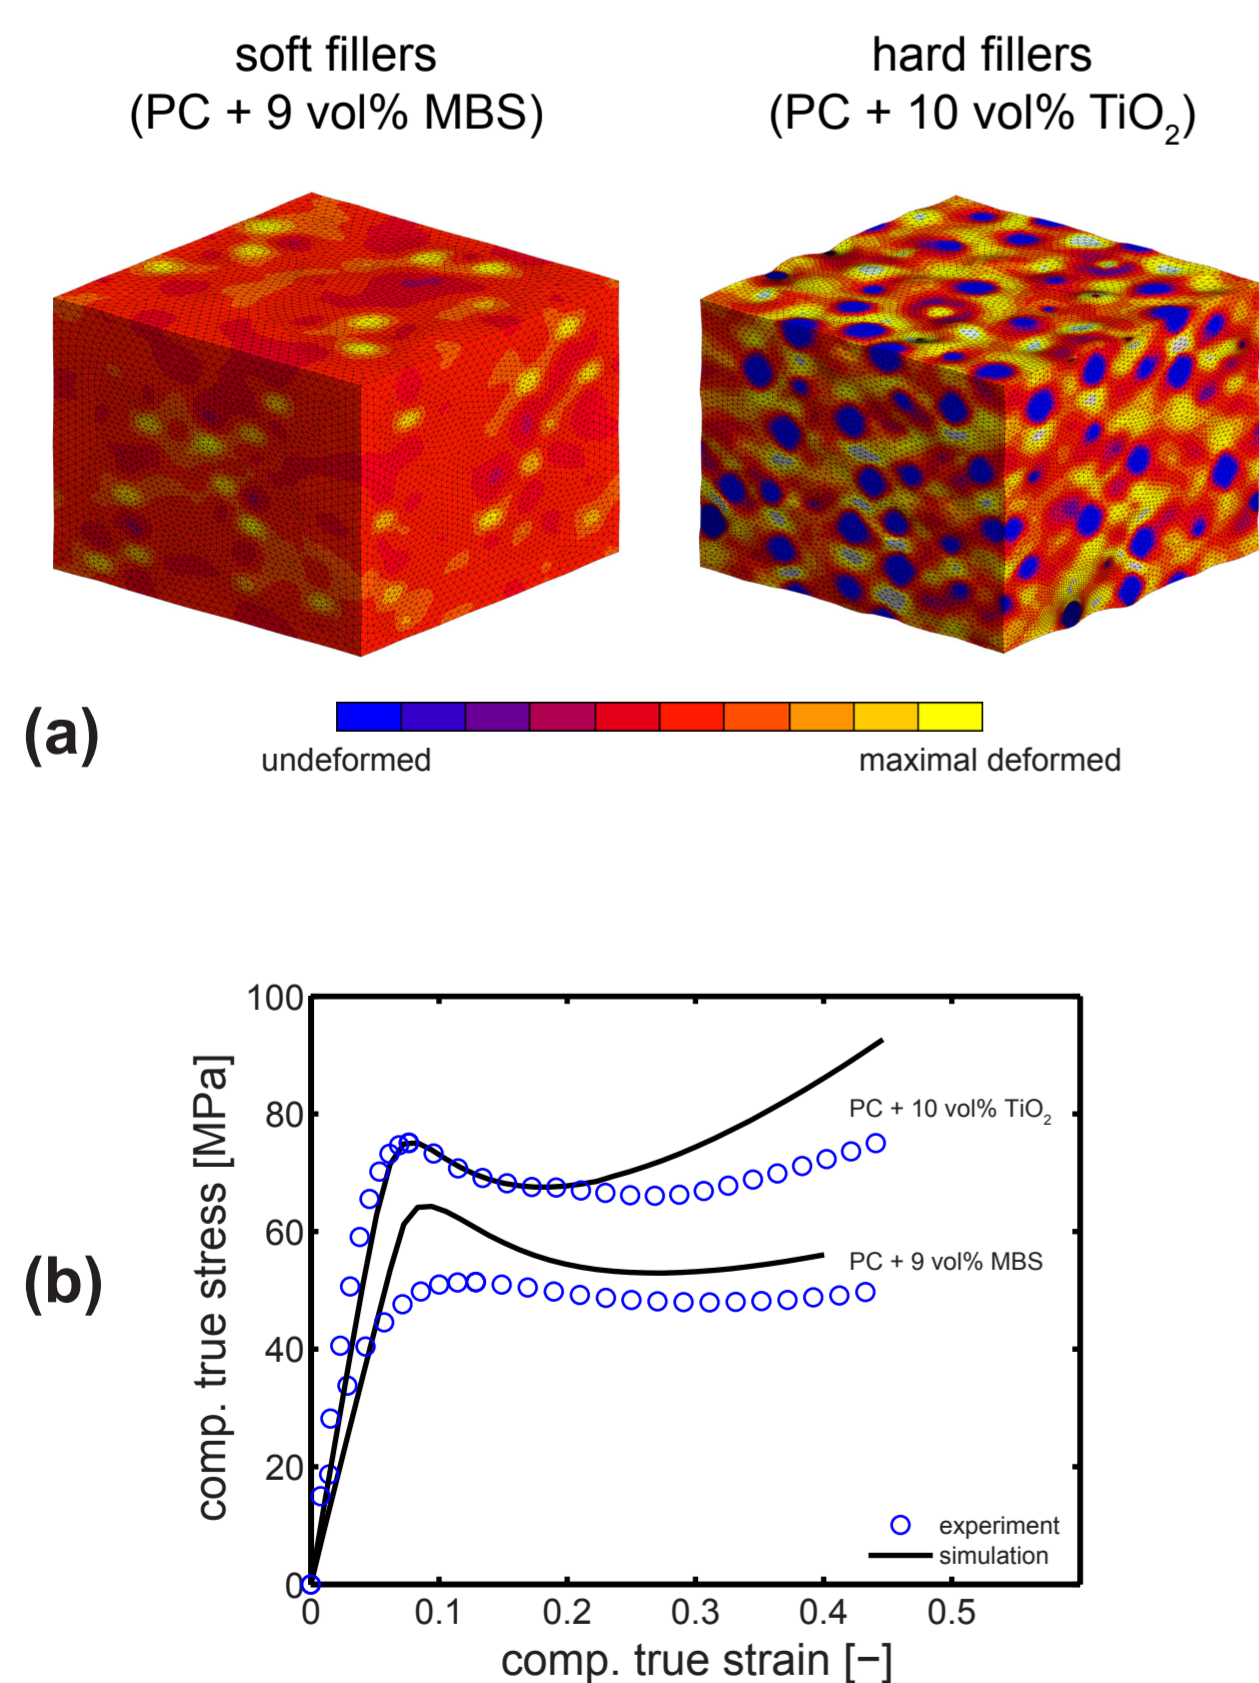 soft fillers
(PC + 9 vol% MBS)
hard fillers
(PC + 10 vol% TiO₂)
(a)
undeformed
maximal deformed
(b)
comp. true stress [MPa]
100
80
60
40
20
0
PC + 10 vol% TiO₂
PC + 9 vol% MBS
experiment
simulation
0 0.1 0.2 0.3 0.4 0.5
comp. true strain [−]